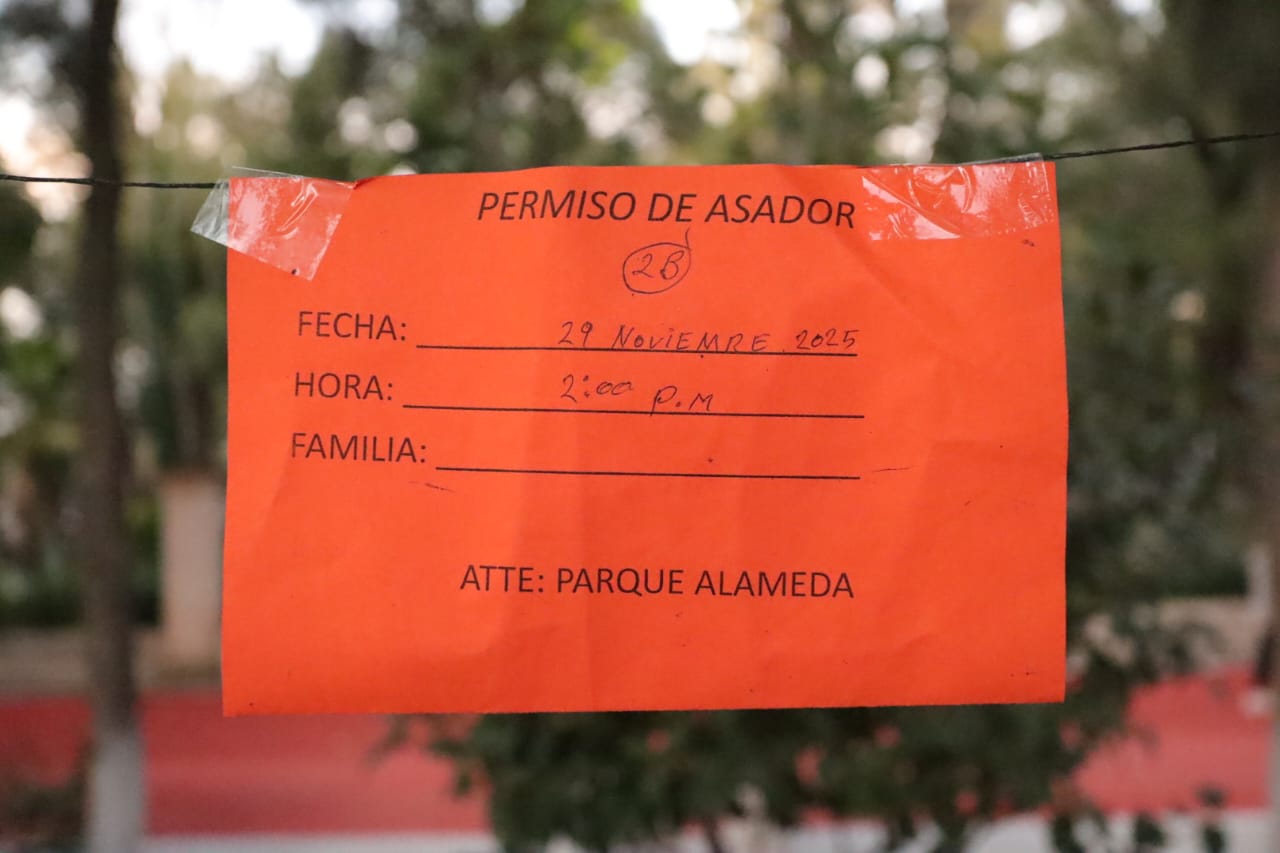 PERMISO DE ASADOR
2B
FECHA: 29 NOVIEMRE 2025
HORA: 2:00 P.M
FAMILIA:
ATTE: PARQUE ALAMEDA